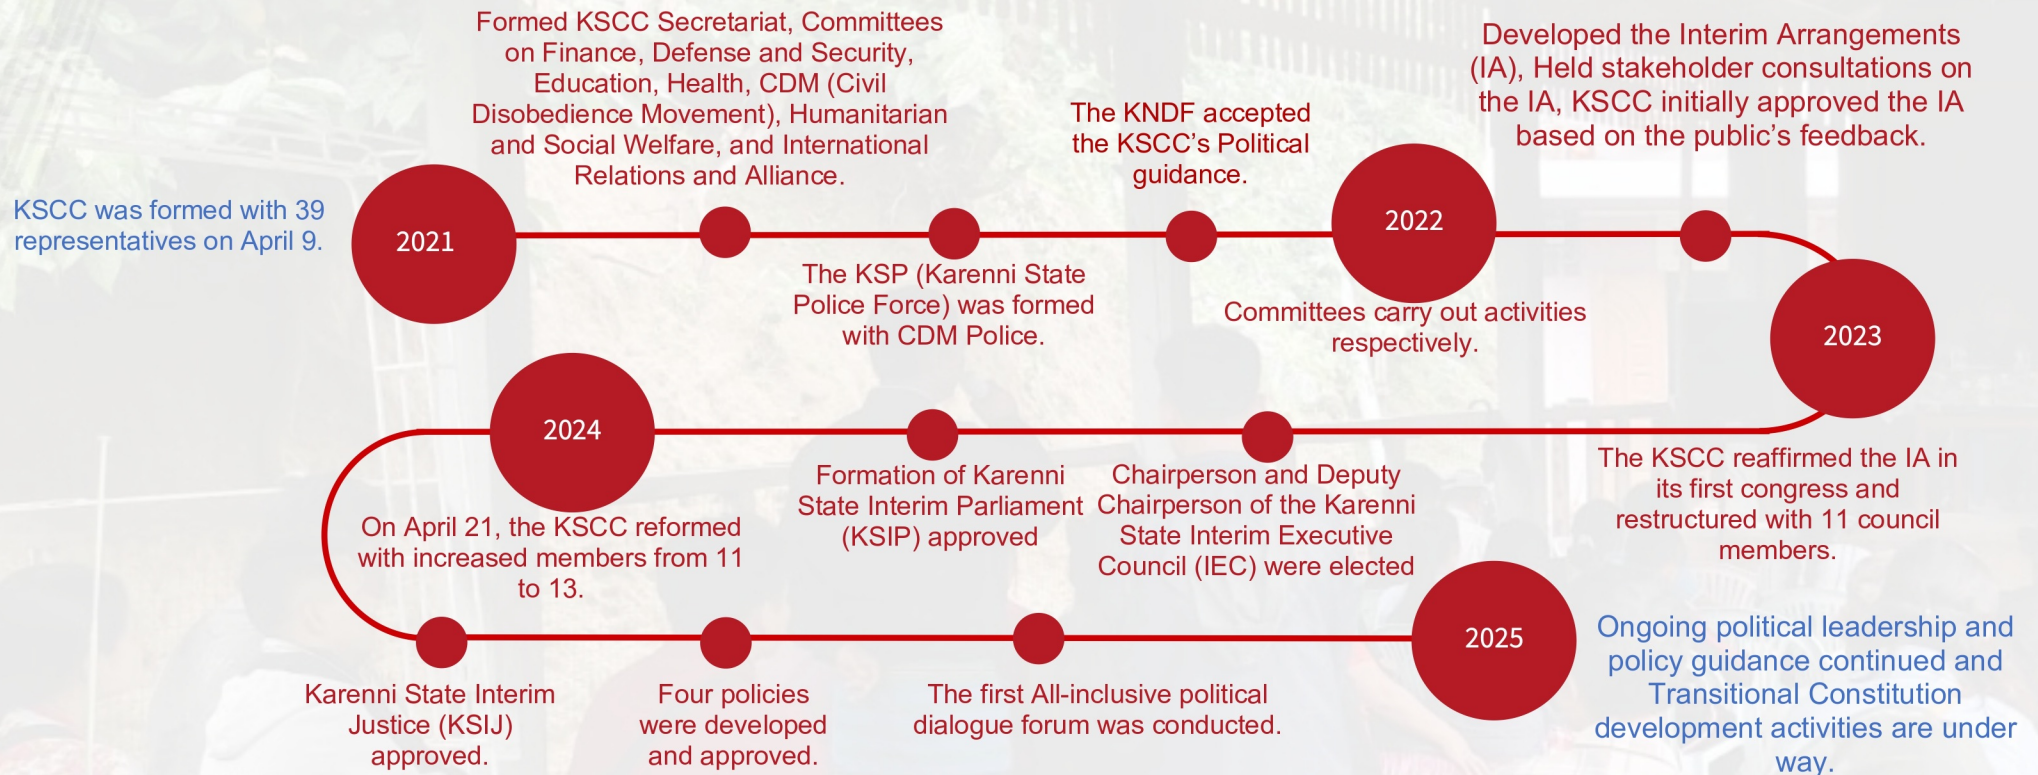 KSCC was formed with 39
representatives on April 9.
2021
Formed KSCC Secretariat, Committees
on Finance, Defense and Security,
Education, Health, CDM (Civil
Disobedience Movement), Humanitarian
and Social Welfare, and International
Relations and Alliance.
The KSP (Karenni State
Police Force) was formed
with CDM Police.
The KNDF accepted
the KSCC’s Political
guidance.
2022
Committees carry out activities
respectively.
Developed the Interim Arrangements
(IA), Held stakeholder consultations on
the IA, KSCC initially approved the IA
based on the public’s feedback.
2023
The KSCC reaffirmed the IA in
its first congress and
restructured with 11 council
members.
Chairperson and Deputy
Chairperson of the Karenni
State Interim Executive
Council (IEC) were elected
Formation of Karenni
State Interim Parliament
(KSIP) approved
2024
On April 21, the KSCC reformed
with increased members from 11
to 13.
Karenni State Interim
Justice (KSIJ)
approved.
Four policies
were developed
and approved.
The first All-inclusive political
dialogue forum was conducted.
2025
Ongoing political leadership and
policy guidance continued and
Transitional Constitution
development activities are under
way.